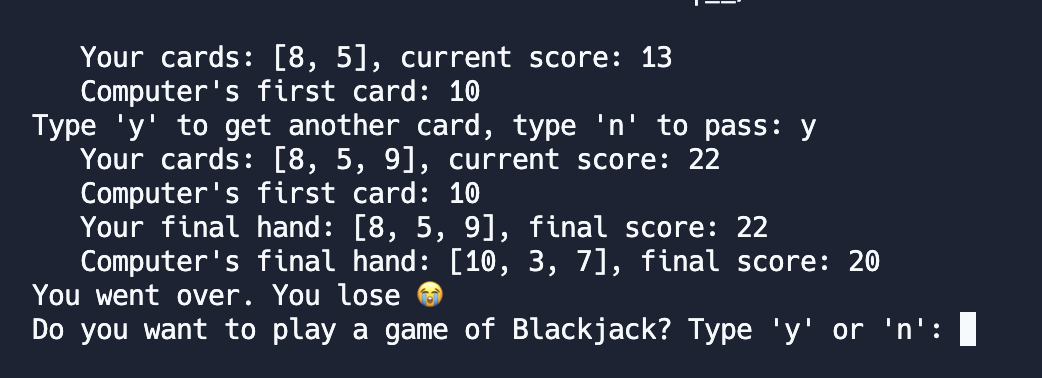 Your cards: [8, 5], current score: 13
Computer's first card: 10
Type 'y' to get another card, type 'n' to pass: y
Your cards: [8, 5, 9], current score: 22
Computer's first card: 10
Your final hand: [8, 5, 9], final score: 22
Computer's final hand: [10, 3, 7], final score: 20
You went over. You lose 😭
Do you want to play a game of Blackjack? Type 'y' or 'n':